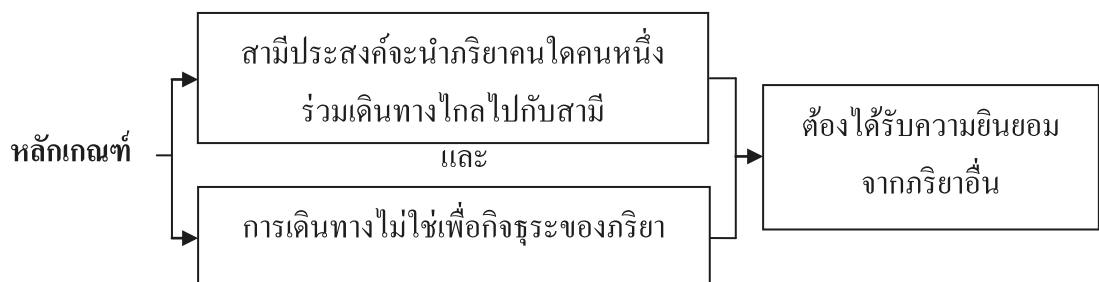 หลักเกณฑ์
สามีประสงค์จะนำภริยาคนใดคนหนึ่ง
ร่วมเดินทางไกลไปกับสามี
และ
การเดินทางไม่ใช่เพื่อกิจธุระของภริยา
ต้องได้รับความยินยอม
จากภริยาอื่น